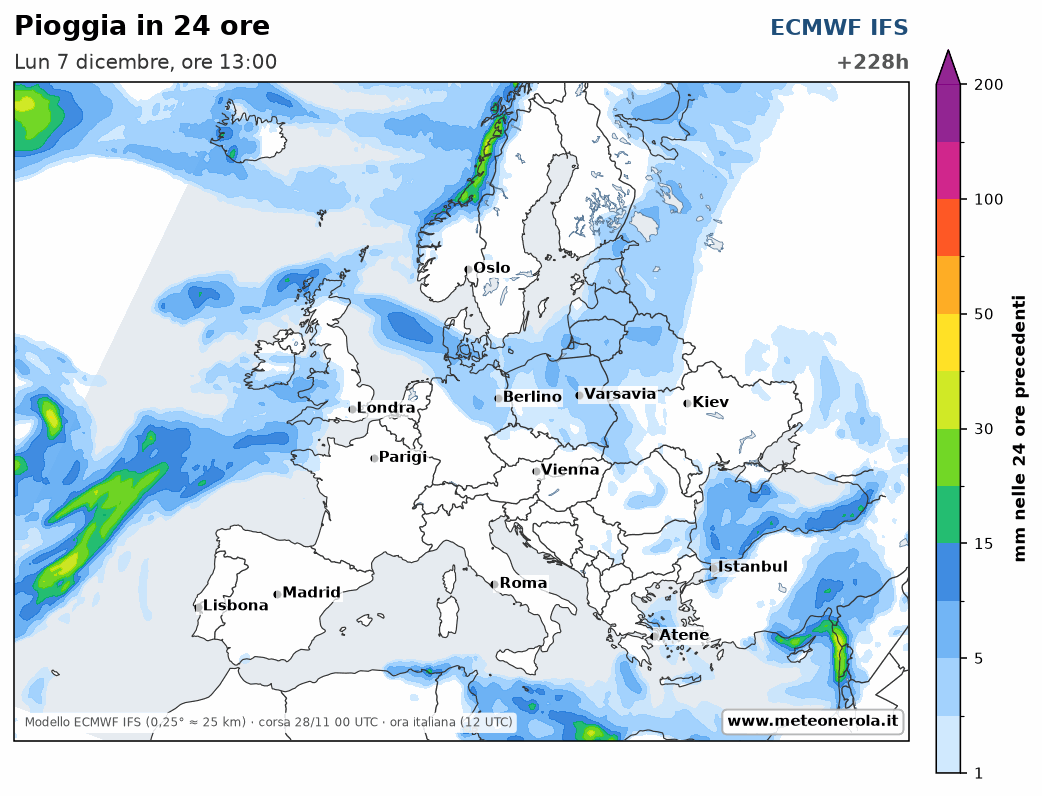 Pioggia in 24 ore
ECMWF IFS
Lun 7 dicembre, ore 13:00
+228h
200
100
50
30
15
5
1
mm nelle 24 ore precedenti
Oslo
Berlino
Varsavia
Kiev
Londra
Parigi
Vienna
Istanbul
Roma
Madrid
Lisbona
Atene
Modello ECMWF IFS (0,25° ≈ 25 km) · corsa 28/11 00 UTC · ora italiana (12 UTC)
www.meteonerola.it